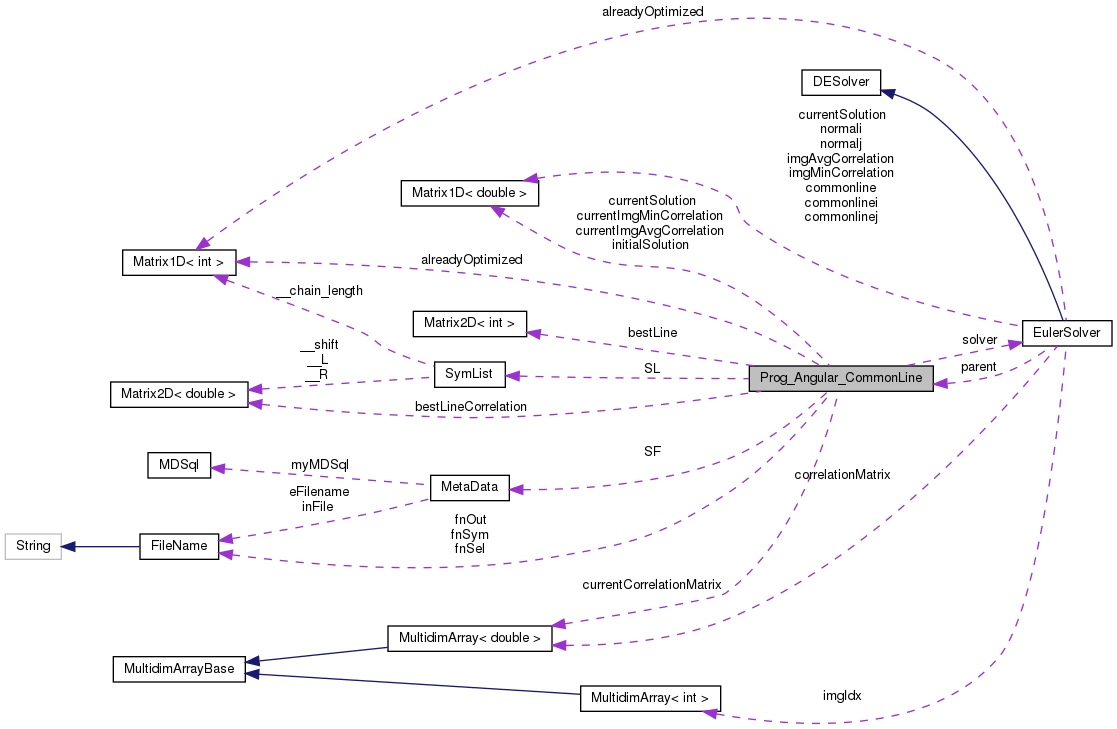 alreadyOptimized
DESolver
currentSolution
normali
normalj
imgAvgCorrelation
imgMinCorrelation
commonline
commonlinei
commonlinej
Matrix1D< double >
currentSolution
currentImgMinCorrelation
currentImgAvgCorrelation
initialSolution
Matrix1D< int >
alreadyOptimized
__chain_length
Matrix2D< int >
bestLine
EulerSolver
solver
parent
__shift
__L
__R
SymList
SL
Prog_Angular_CommonLine
Matrix2D< double >
bestLineCorrelation
MDSql
myMDSql
SF
correlationMatrix
MetaData
eFilename
inFile
fnOut
fnSym
fnSel
String
FileName
currentCorrelationMatrix
MultidimArray< double >
MultidimArrayBase
MultidimArray< int >
imgIdx